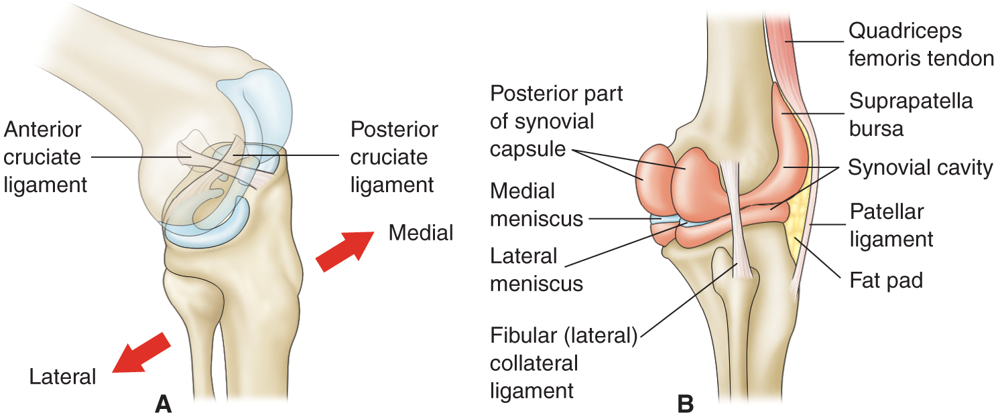 Anterior
cruciate
ligament
Posterior
cruciate
ligament
Medial
Lateral
A
Posterior part
of synovial
capsule
Medial
meniscus
Lateral
meniscus
Fibular (lateral)
collateral
ligament
Quadriceps
femoris tendon
Suprapatella
bursa
Synovial cavity
Patellar
ligament
Fat pad
B